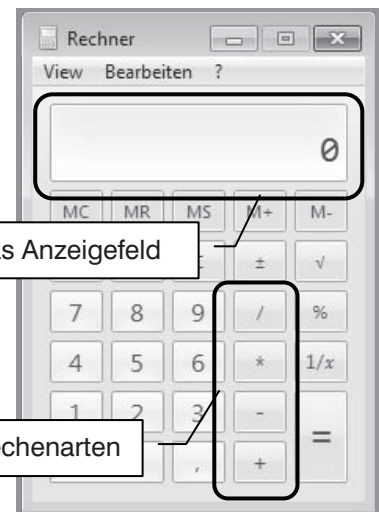 Rechner
View Bearbeiten ?
0
MC MR MS M+ M-
s Anzeigefeld
± √
7 8 9 / %
4 5 6 * 1/x
1 2 3 - =
chenarten
, +